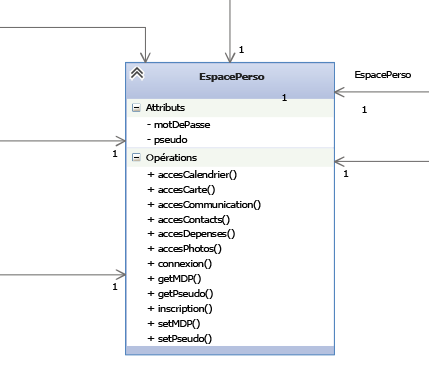 1
EspacePerso
EspacePerso
1
1
Attributs
- motDePasse
- pseudo
1
Opérations
1
+ accesCalendrier()
+ accesCarte()
+ accesCommunication()
+ accesContacts()
+ accesDepenses()
+ accesPhotos()
+ connexion()
+ getMDP()
1
+ getPseudo()
+ inscription()
+ setMDP()
+ setPseudo()